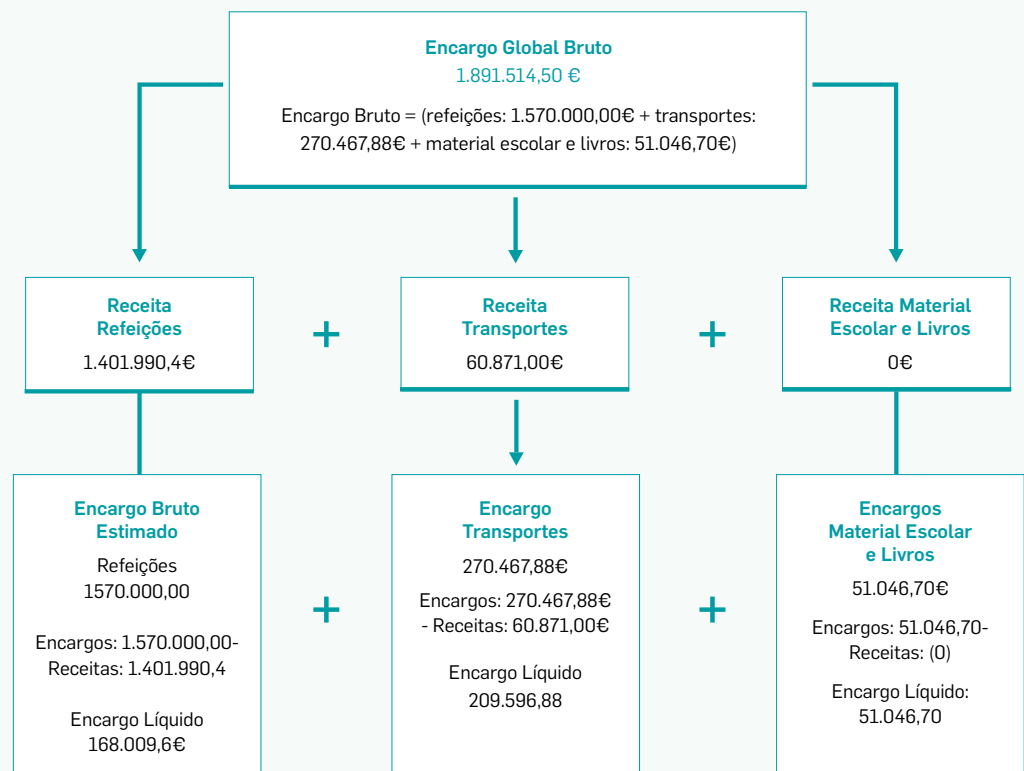 Encargo Global Bruto
1.891.514,50 €
Encargo Bruto = (refeições: 1.570.000,00€ + transportes:
270.467,88€ + material escolar e livros: 51.046,70€)
Receita
Refeições
1.401.990,4€
+
Receita
Transportes
60.871,00€
+
Receita Material
Escolar e Livros
0€
Encargo Bruto
Estimado
Refeições
1570.000,00
Encargos: 1.570.000,00-
Receitas: 1.401.990,4
Encargo Líquido
168.009,6€
+
Encargo
Transportes
270.467,88€
Encargos: 270.467,88€
- Receitas: 60.871,00€
Encargo Líquido
209.596,88
+
Encargos
Material Escolar
e Livros
51.046,70€
Encargos: 51.046,70-
Receitas: (0)
Encargo Líquido:
51.046,70